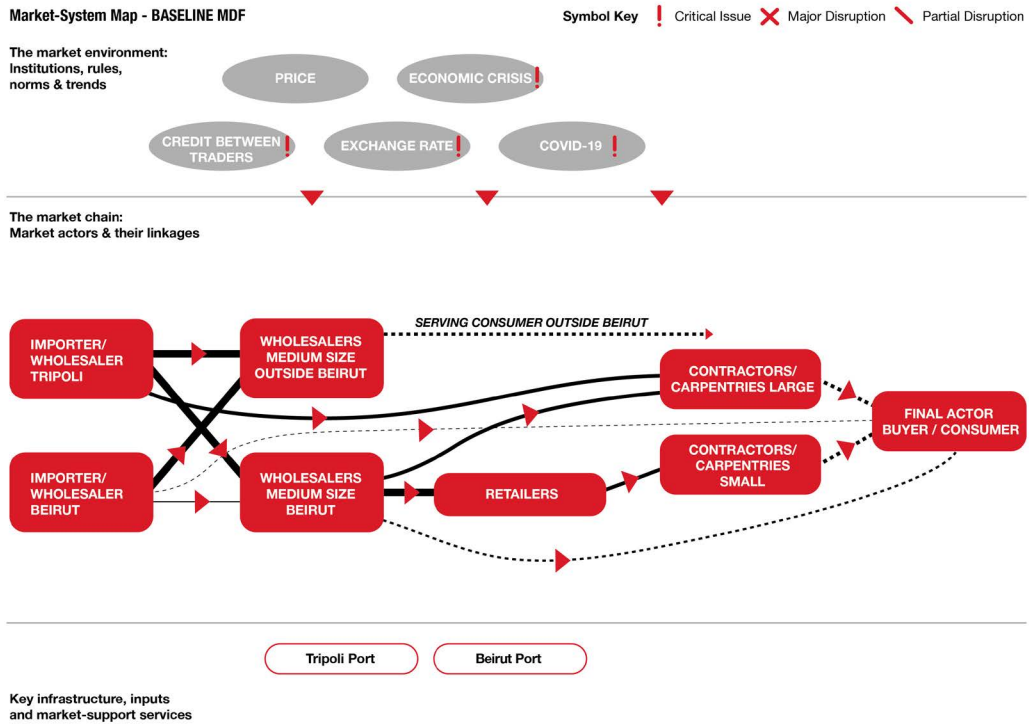 Market-System Map - BASELINE MDF
Symbol Key
Critical Issue
Major Disruption
Partial Disruption
The market environment:
Institutions, rules,
norms & trends
PRICE
ECONOMIC CRISIS
CREDIT BETWEEN
TRADERS
EXCHANGE RATE
COVID-19
The market chain:
Market actors & their linkages
SERVING CONSUMER OUTSIDE BEIRUT
IMPORTER/
WHOLESALER
TRIPOLI
WHOLESALERS
MEDIUM SIZE
OUTSIDE BEIRUT
CONTRACTORS/
CARPENTRIES LARGE
FINAL ACTOR
BUYER / CONSUMER
IMPORTER/
WHOLESALER
BEIRUT
WHOLESALERS
MEDIUM SIZE
BEIRUT
RETAILERS
CONTRACTORS/
CARPENTRIES
SMALL
Tripoli Port
Beirut Port
Key infrastructure, inputs
and market-support services